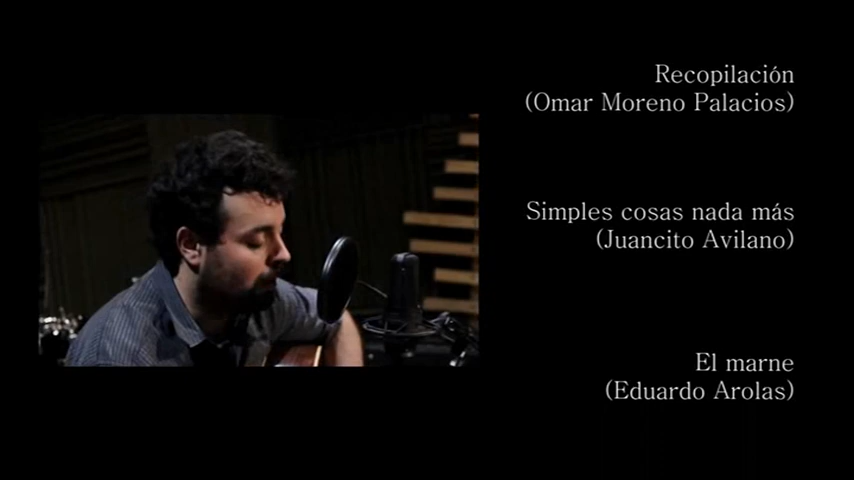 Recopilación
(Omar Moreno Palacios)
Simples cosas nada más
(Juancito Avilano)
El marne
(Eduardo Arolas)